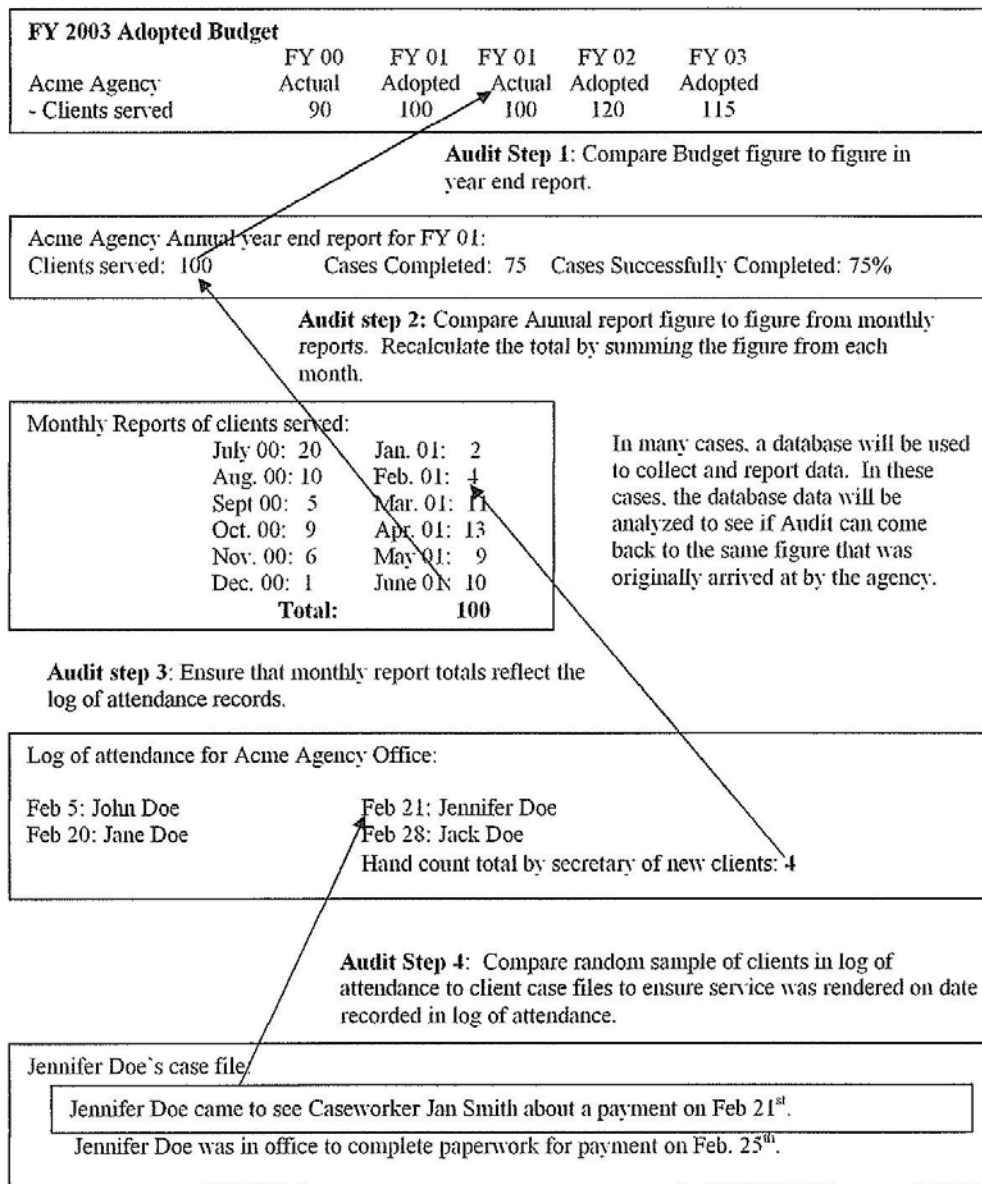 FY 2003 Adopted Budget
FY 00 FY 01 FY 01 FY 02 FY 03
Acme Agency Actual Adopted Actual Adopted Adopted
- Clients served 90 100 100 120 115
Audit Step 1: Compare Budget figure to figure in
year end report.
Acme Agency Annual year end report for FY 01:
Clients served: 100 Cases Completed: 75 Cases Successfully Completed: 75%
Audit step 2: Compare Annual report figure to figure from monthly
reports. Recalculate the total by summing the figure from each
month.
Monthly Reports of clients served:
July 00: 20 Jan. 01: 2
Aug. 00: 10 Feb. 01: 4
Sept 00: 5 Mar. 01: 11
Oct. 00: 9 Apr. 01: 13
Nov. 00: 6 May 01: 9
Dec. 00: 1 June 01: 10
Total: 100
In many cases, a database will be used
to collect and report data. In these
cases, the database data will be
analyzed to see if Audit can come
back to the same figure that was
originally arrived at by the agency.
Audit step 3: Ensure that monthly report totals reflect the
log of attendance records.
Log of attendance for Acme Agency Office:
Feb 5: John Doe Feb 21: Jennifer Doe
Feb 20: Jane Doe Feb 28: Jack Doe
Hand count total by secretary of new clients: 4
Audit Step 4: Compare random sample of clients in log of
attendance to client case files to ensure service was rendered on date
recorded in log of attendance.
Jennifer Doe`s case file:
Jennifer Doe came to see Caseworker Jan Smith about a payment on Feb 21st.
Jennifer Doe was in office to complete paperwork for payment on Feb. 25th.